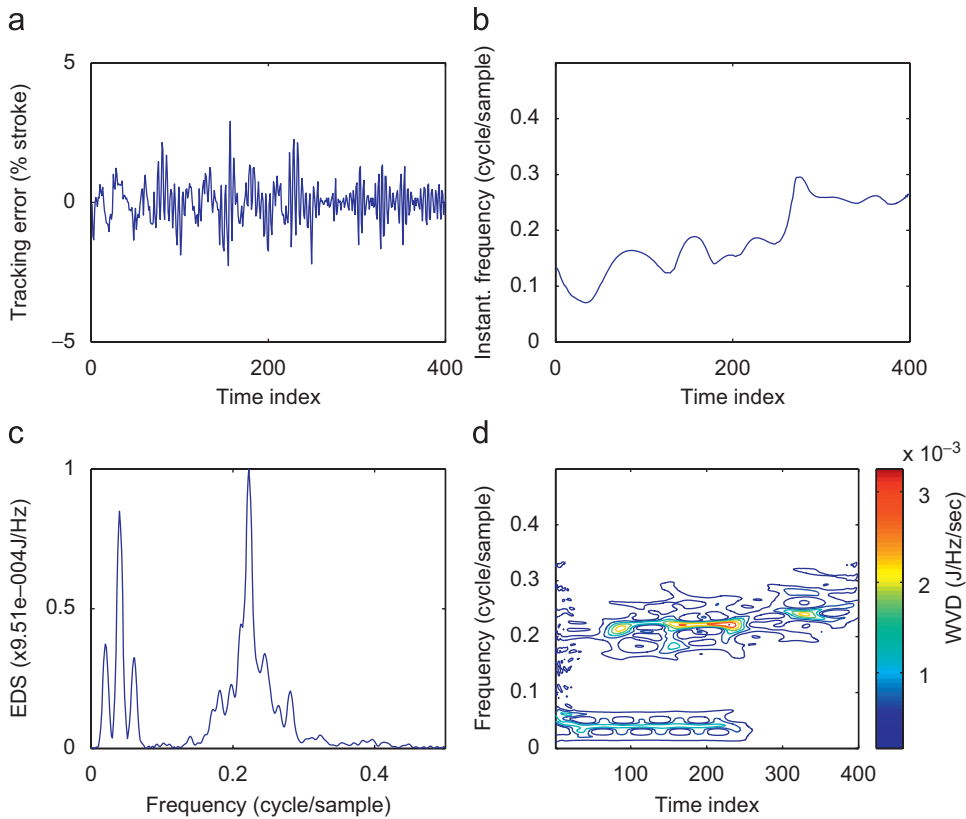 a
5
0
–5
Tracking error (% stroke)
0
200
400
Time index
b
0.4
0.3
0.2
0.1
0
Instant. frequency (cycle/sample)
0
200
400
Time index
c
1
0.5
0
EDS (x9.51e–004J/Hz)
0
0.2
0.4
Frequency (cycle/sample)
d
0.4
0.3
0.2
0.1
0
Frequency (cycle/sample)
100
200
300
400
Time index
x 10–3
3
2
1
WVD (J/Hz/sec)